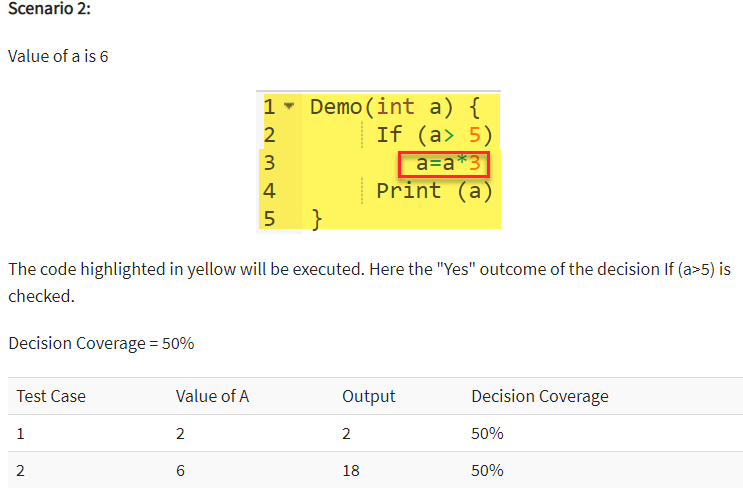 Scenario 2:
Value of a is 6
1 Demo(int a) {
2 If (a> 5)
3 a=a*3
4 Print (a)
5 }
The code highlighted in yellow will be executed. Here the "Yes" outcome of the decision If (a>5) is
checked.
Decision Coverage = 50%
Test Case Value of A Output Decision Coverage
1 2 2 50%
2 6 18 50%